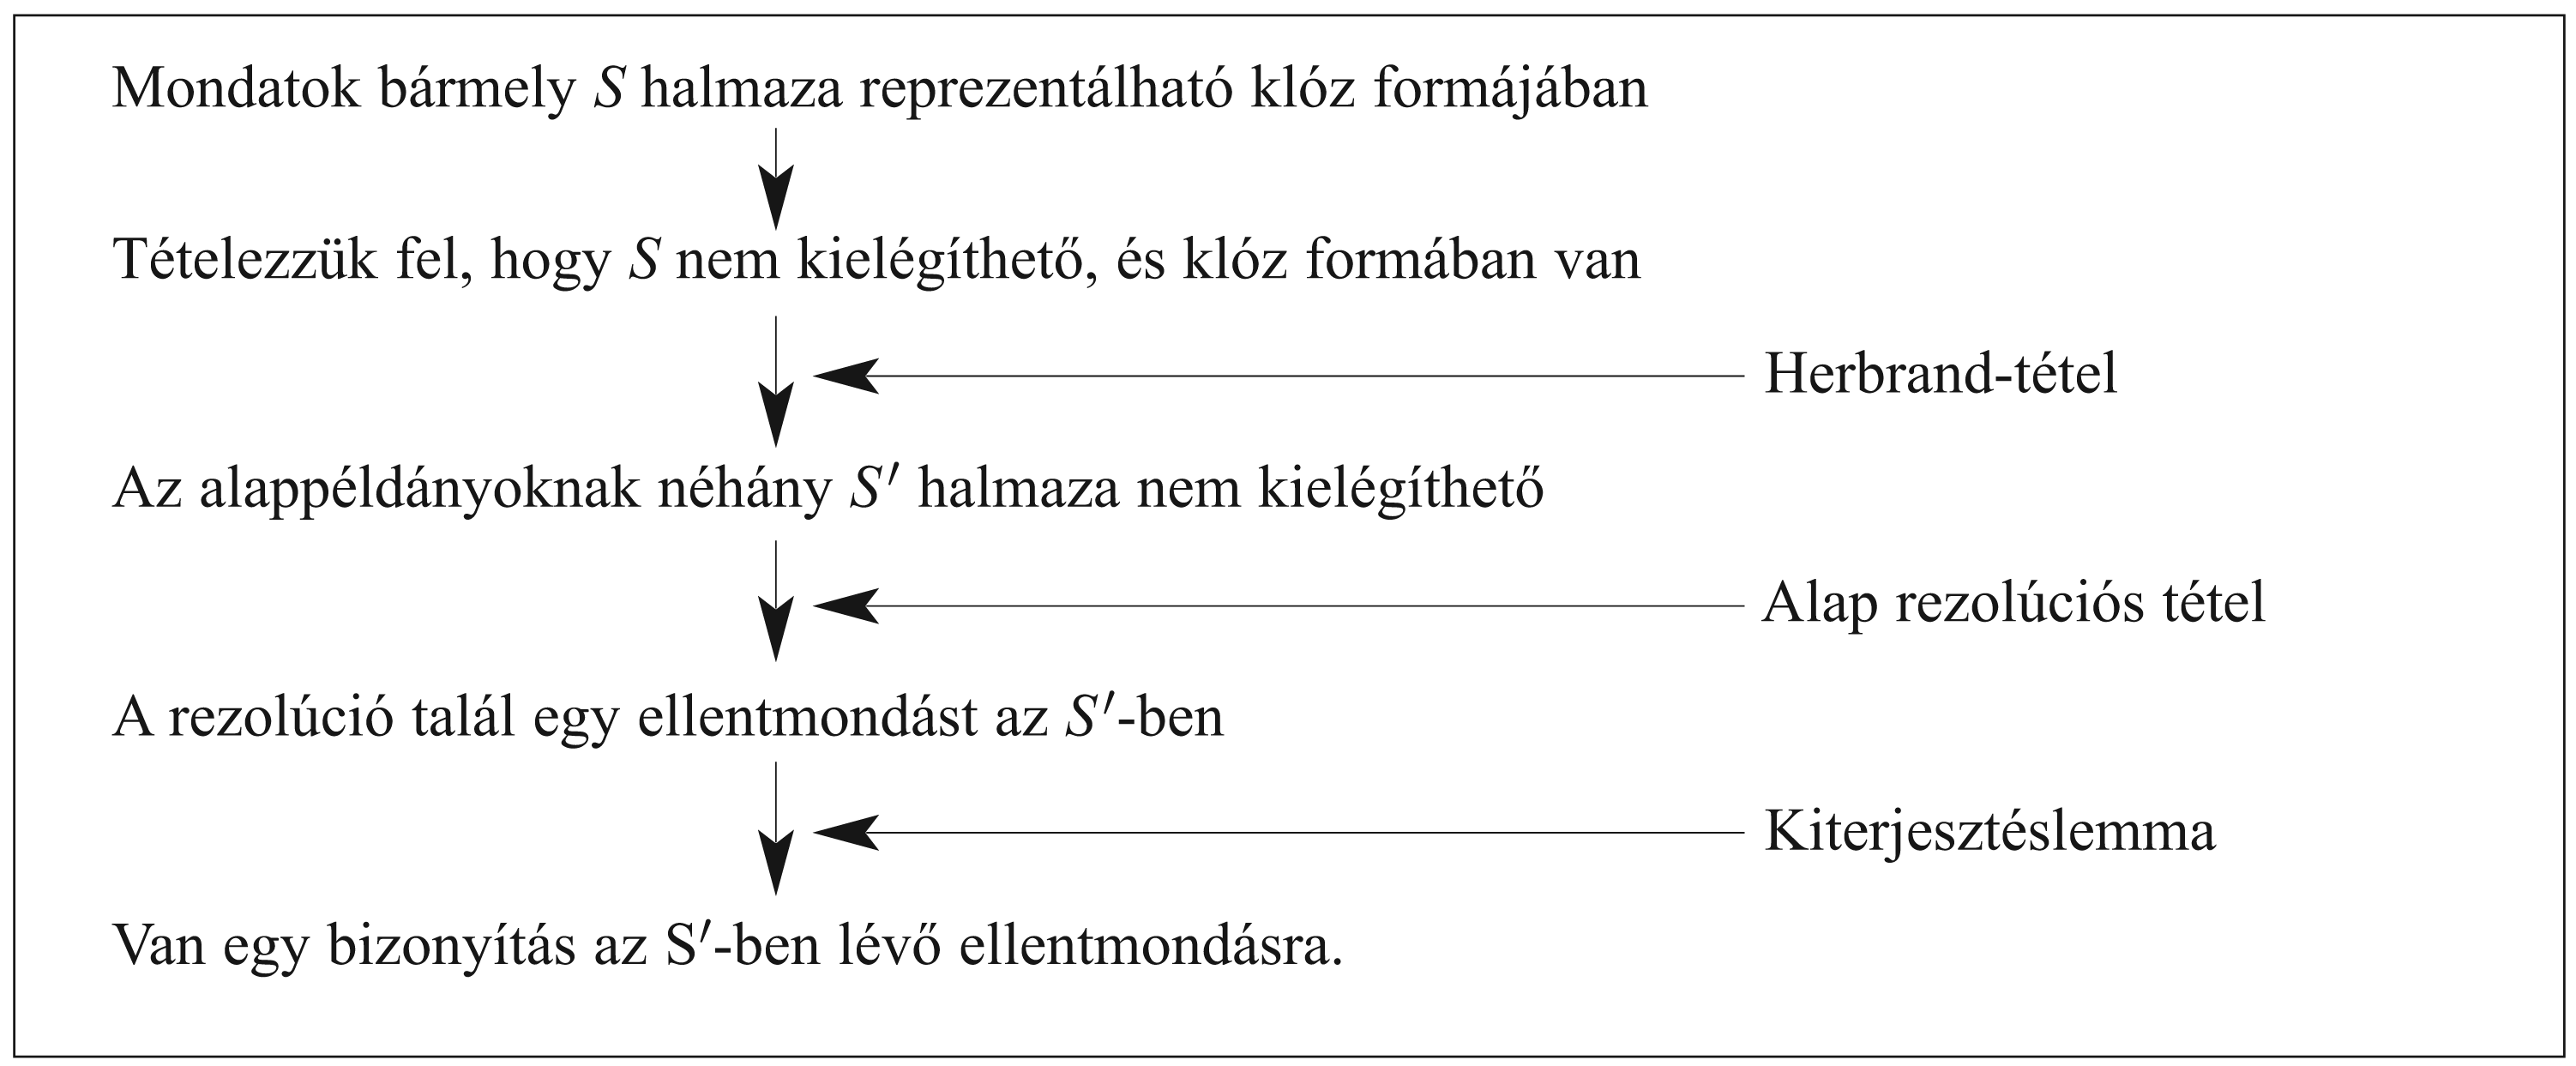 Mondatok bármely S halmaza reprezentálható klóz formájában
Tételezzük fel, hogy S nem kielégíthető, és klóz formában van
Herbrand-tétel
Az alappéldányoknak néhány S′ halmaza nem kielégíthető
Alap rezolúciós tétel
A rezolúció talál egy ellentmondást az S′-ben
Kiterjesztéslemma
Van egy bizonyítás az S′-ben lévő ellentmondásra.